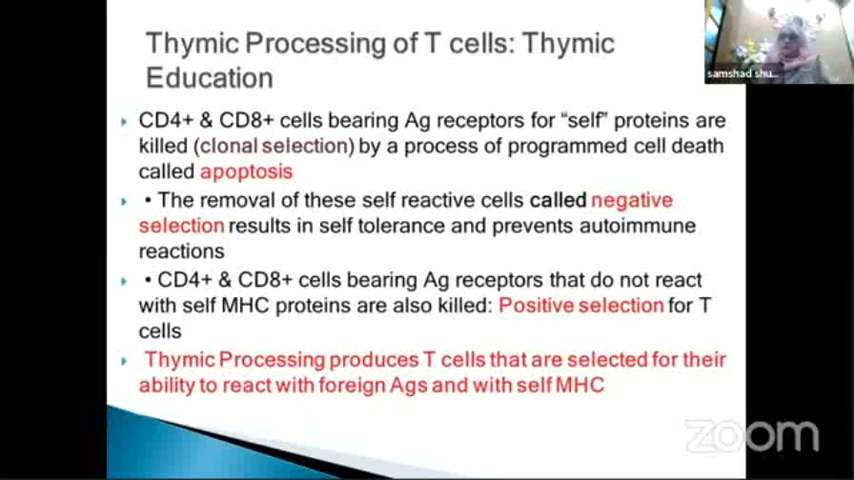 Thymic Processing of T cells: Thymic
Education
CD4+ & CD8+ cells bearing Ag receptors for “self” proteins are
killed (clonal selection) by a process of programmed cell death
called apoptosis
• The removal of these self reactive cells called negative
selection results in self tolerance and prevents autoimmune
reactions
• CD4+ & CD8+ cells bearing Ag receptors that do not react
with self MHC proteins are also killed: Positive selection for T
cells
Thymic Processing produces T cells that are selected for their
ability to react with foreign Ags and with self MHC
samshad shu...
zoom